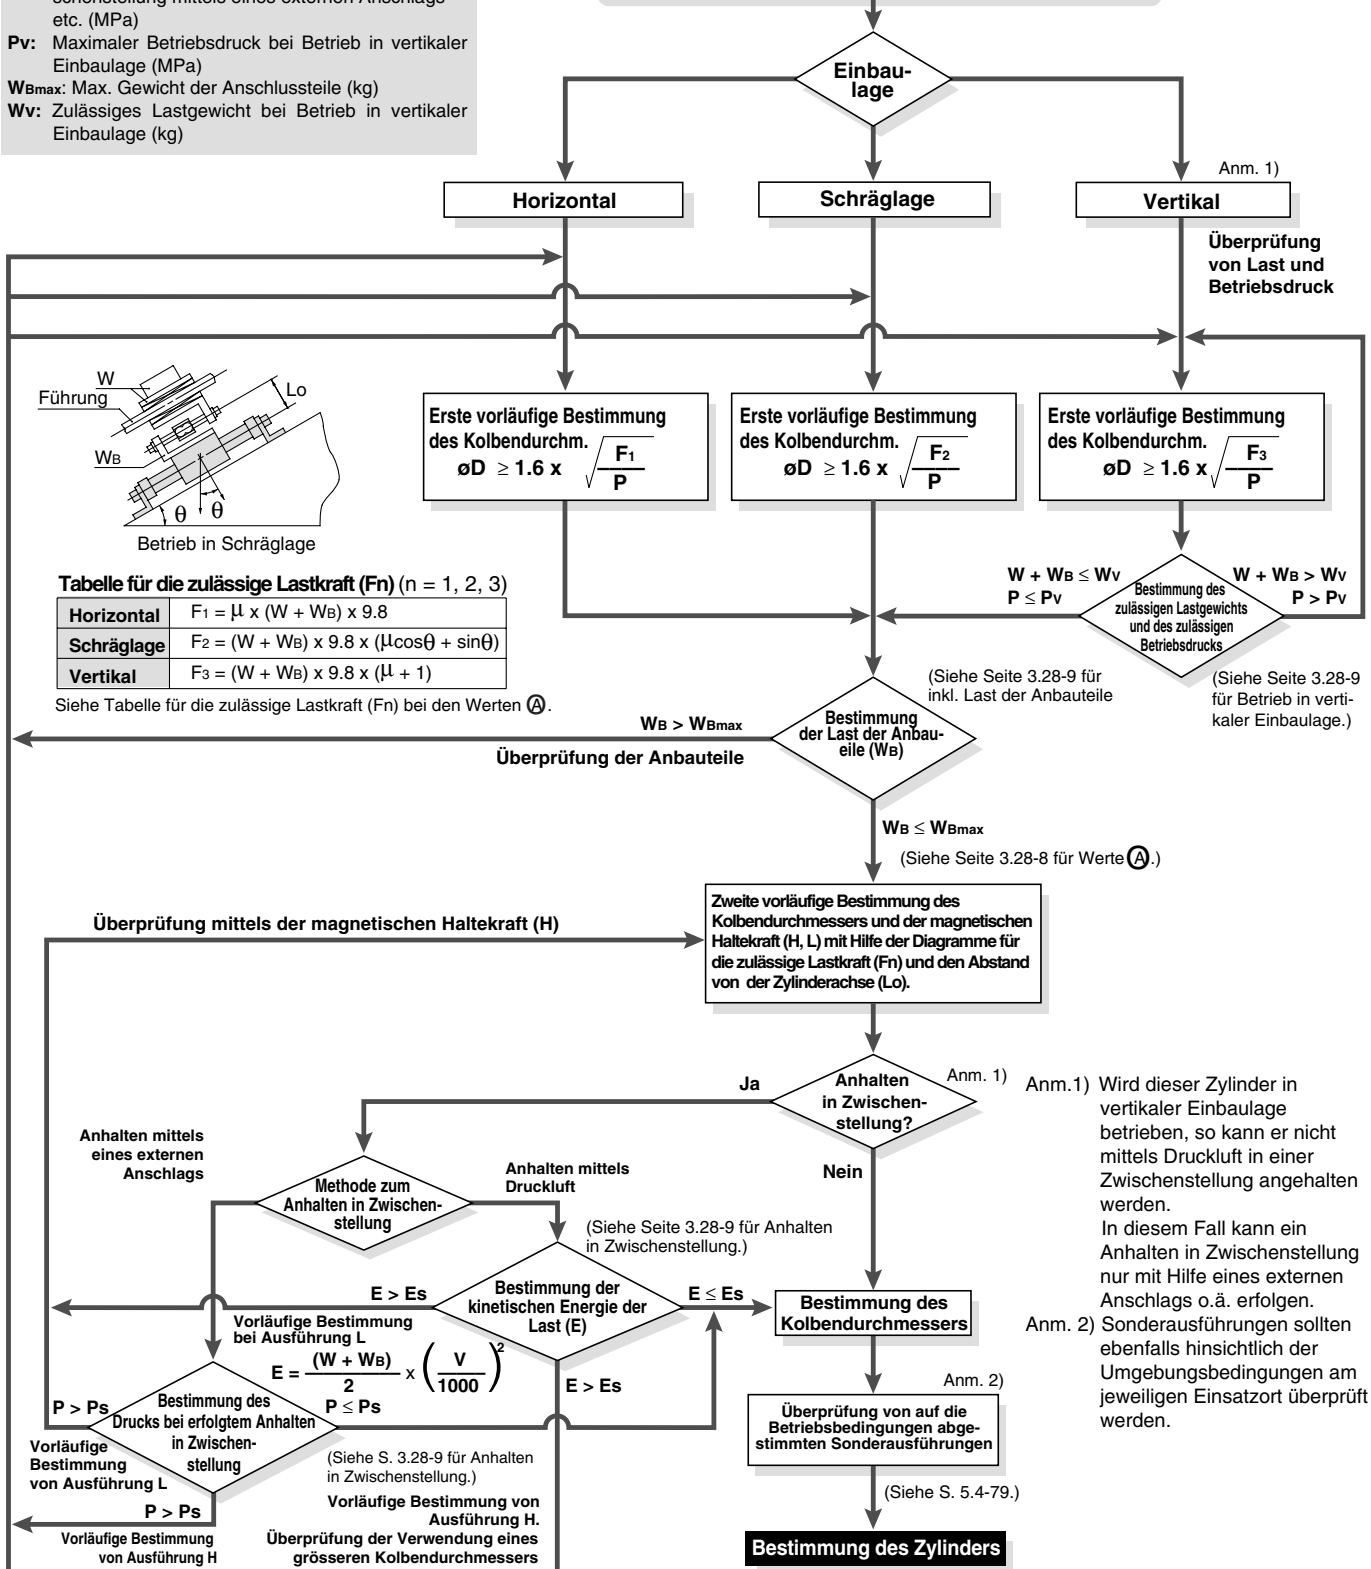 schenstellung mittels eines externen Anschlags
etc. (MPa)
Pv: Maximaler Betriebsdruck bei Betrieb in vertikaler
Einbaulage (MPa)
WBmax: Max. Gewicht der Anschlussteile (kg)
Wv: Zulässiges Lastgewicht bei Betrieb in vertikaler
Einbaulage (kg)
Einbau-
lage
Anm. 1)
Horizontal
Schräglage
Vertikal
Überprüfung
von Last und
Betriebsdruck
W
Führung
Lo
WB
θ
θ
Betrieb in Schräglage
Erste vorläufige Bestimmung
des Kolbendurchm.
øD ≥ 1.6 x √F1/P
Erste vorläufige Bestimmung
des Kolbendurchm.
øD ≥ 1.6 x √F2/P
Erste vorläufige Bestimmung
des Kolbendurchm.
øD ≥ 1.6 x √F3/P
Tabelle für die zulässige Lastkraft (Fn) (n = 1, 2, 3)
Horizontal F1 = μ x (W + WB) x 9.8
Schräglage F2 = (W + WB) x 9.8 x (μcosθ + sinθ)
Vertikal F3 = (W + WB) x 9.8 x (μ + 1)
Siehe Tabelle für die zulässige Lastkraft (Fn) bei den Werten Ⓐ.
W + WB ≤ Wv
P ≤ Pv
Bestimmung des
zulässigen Lastgewichts
und des zulässigen
Betriebsdrucks
W + WB > Wv
P > Pv
(Siehe Seite 3.28-9 für
inkl. Last der Anbauteile
(Siehe Seite 3.28-9
für Betrieb in verti-
kaler Einbaulage.)
WB > WBmax
Überprüfung der Anbauteile
Bestimmung
der Last der Anbau-
eile (WB)
WB ≤ WBmax
(Siehe Seite 3.28-8 für Werte Ⓐ.)
Überprüfung mittels der magnetischen Haltekraft (H)
Zweite vorläufige Bestimmung des
Kolbendurchmessers und der magnetischen
Haltekraft (H, L) mit Hilfe der Diagramme für
die zulässige Lastkraft (Fn) und den Abstand
von der Zylinderachse (Lo).
Ja
Anhalten
in Zwischen-
stellung?
Anm. 1)
Nein
Anhalten mittels
eines externen
Anschlags
Methode zum
Anhalten in Zwischen-
stellung
Anhalten mittels
Druckluft
(Siehe Seite 3.28-9 für Anhalten
in Zwischenstellung.)
E > Es
Bestimmung der
kinetischen Energie der
Last (E)
E ≤ Es
Vorläufige Bestimmung
bei Ausführung L
E = (W + WB)/2 x (V/1000)²
E > Es
Bestimmung des
Kolbendurchmessers
P > Ps
Bestimmung des
Drucks bei erfolgtem Anhalten
in Zwischen-
stellung
P ≤ Ps
Vorläufige
Bestimmung
von Ausführung L
(Siehe S. 3.28-9 für Anhalten
in Zwischenstellung.)
P > Ps
Vorläufige Bestimmung
von Ausführung H
Vorläufige Bestimmung von
Ausführung H.
Überprüfung der Verwendung eines
grösseren Kolbendurchmessers
Anm. 2)
Überprüfung von auf die
Betriebsbedingungen abge-
stimmten Sonderausführungen
(Siehe S. 5.4-79.)
Bestimmung des Zylinders
Anm.1) Wird dieser Zylinder in
vertikaler Einbaulage
betrieben, so kann er nicht
mittels Druckluft in einer
Zwischenstellung angehalten
werden.
In diesem Fall kann ein
Anhalten in Zwischenstellung
nur mit Hilfe eines externen
Anschlags o.ä. erfolgen.
Anm. 2) Sonderausführungen sollten
ebenfalls hinsichtlich der
Umgebungsbedingungen am
jeweiligen Einsatzort überprüft
werden.